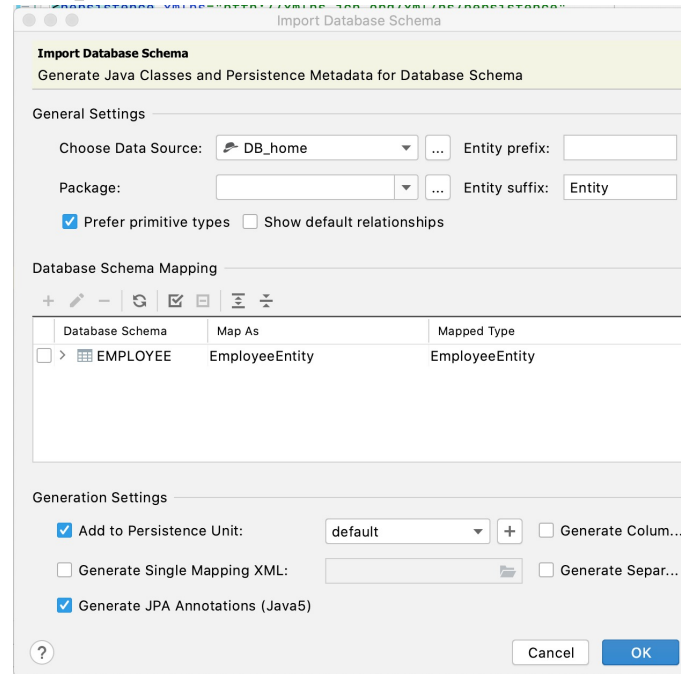 Import Database Schema
Import Database Schema
Generate Java Classes and Persistence Metadata for Database Schema
General Settings
Choose Data Source: DB_home ... Entity prefix:
Package: ... Entity suffix: Entity
Prefer primitive types Show default relationships
Database Schema Mapping
Database Schema Map As Mapped Type
EMPLOYEE EmployeeEntity EmployeeEntity
Generation Settings
Add to Persistence Unit: default + Generate Colum...
Generate Single Mapping XML: Generate Separ...
Generate JPA Annotations (Java5)
? Cancel OK